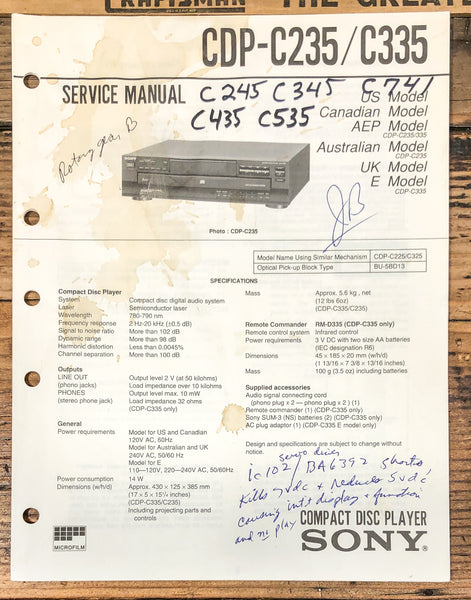 CRAFTSMAN
THE GREATE
CDP-C235/C335
SERVICE MANUAL
C245 C345 C741
C435 C535
US Model
Canadian Model
AEP Model
CDP-C235/335
Australian Model
CDP-C235
UK Model
E Model
CDP-C335
Rotary gear B
JB
SONY
Photo : CDP-C235
Model Name Using Similar Mechanism CDP-C225/C325
Optical Pick-up Block Type BU-5BD13
SPECIFICATIONS
Compact Disc Player
System Compact disc digital audio system
Laser Semiconductor laser
Wavelength 780-790 nm
Frequency response 2 Hz-20 kHz (±0.5 dB)
Signal to noise ratio More than 102 dB
Dynamic range More than 98 dB
Harmonic distortion Less than 0.0045%
Channel separation More than 100 dB
Outputs
LINE OUT Output level 2 V (at 50 kilohms)
(phono jacks) Load impedance over 10 kilohms
PHONES Output level max. 10 mW
(stereo phone jack) Load impedance 32 ohms
(CDP-C335 only)
General
Power requirements Model for US and Canadian
120V AC, 60Hz
Model for Australian and UK
240V AC, 50/60 Hz
Model for E
110–120V, 220–240V AC, 50/60Hz
Power consumption 14 W
Dimensions (w/h/d) Approx. 430 × 125 × 385 mm
(17 × 5 × 15¼ inches)
(CDP-C335/C235)
Including projecting parts and
controls
Mass Approx. 5.6 kg , net
(12 lbs 6oz)
(CDP-C335/C235)
Remote Commander RM-D335 (CDP-C335 only)
Remote control system Infrared control
Power requirements 3 V DC with two size AA batteries
(IEC designation R6)
Dimensions 45 × 185 × 20 mm (w/h/d)
(1 13/16 × 7 3/8 × 13/16 inches)
Mass 100 g (3.5 oz) including batteries
Supplied accessories
Audio signal connecting cord
(phono plug × 2 — phono plug × 2 ) (1)
Remote commander (1) (CDP-C335 only)
Sony SUM-3 (NS) batteries (2) (CDP-C335 only)
AC plug adaptor (1) (CDP-C335 E model only)
Design and specifications are subject to change without
notice.
servo driver
ic102 / BA6392 shorts
Kills 7vdc + reduces 5vdc
causing int. display + function
and no play
MICROFILM
COMPACT DISC PLAYER
SONY®